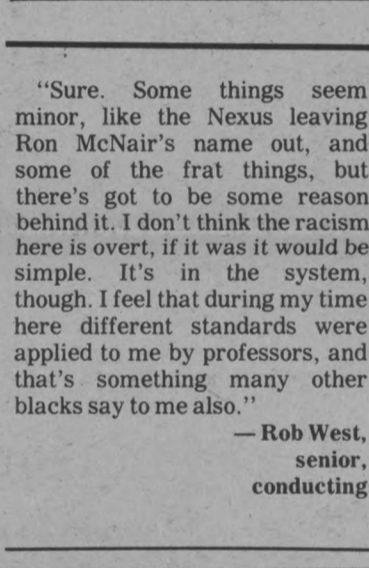 "Sure. Some things seem
minor, like the Nexus leaving
Ron McNair's name out, and
some of the frat things, but
there's got to be some reason
behind it. I don't think the racism
here is overt, if it was it would be
simple. It's in the system,
though. I feel that during my time
here different standards were
applied to me by professors, and
that's something many other
blacks say to me also."
— Rob West,
senior,
conducting